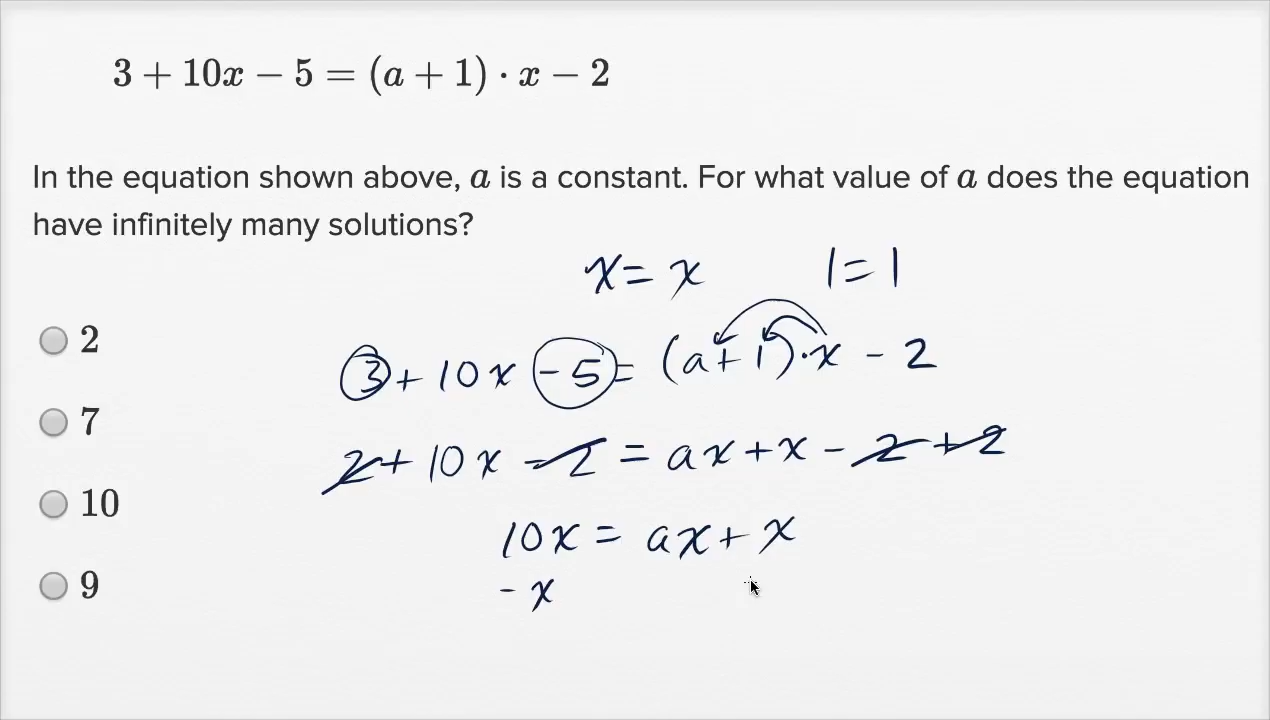 3 + 10x − 5 = (a + 1) · x − 2
In the equation shown above, a is a constant. For what value of a does the equation
have infinitely many solutions?
x = x 1 = 1
2
3 + 10x − 5 = (a + 1) · x − 2
7
2 + 10x − 2 = ax + x − 2 + 2
10
10x = ax + x
9
− x